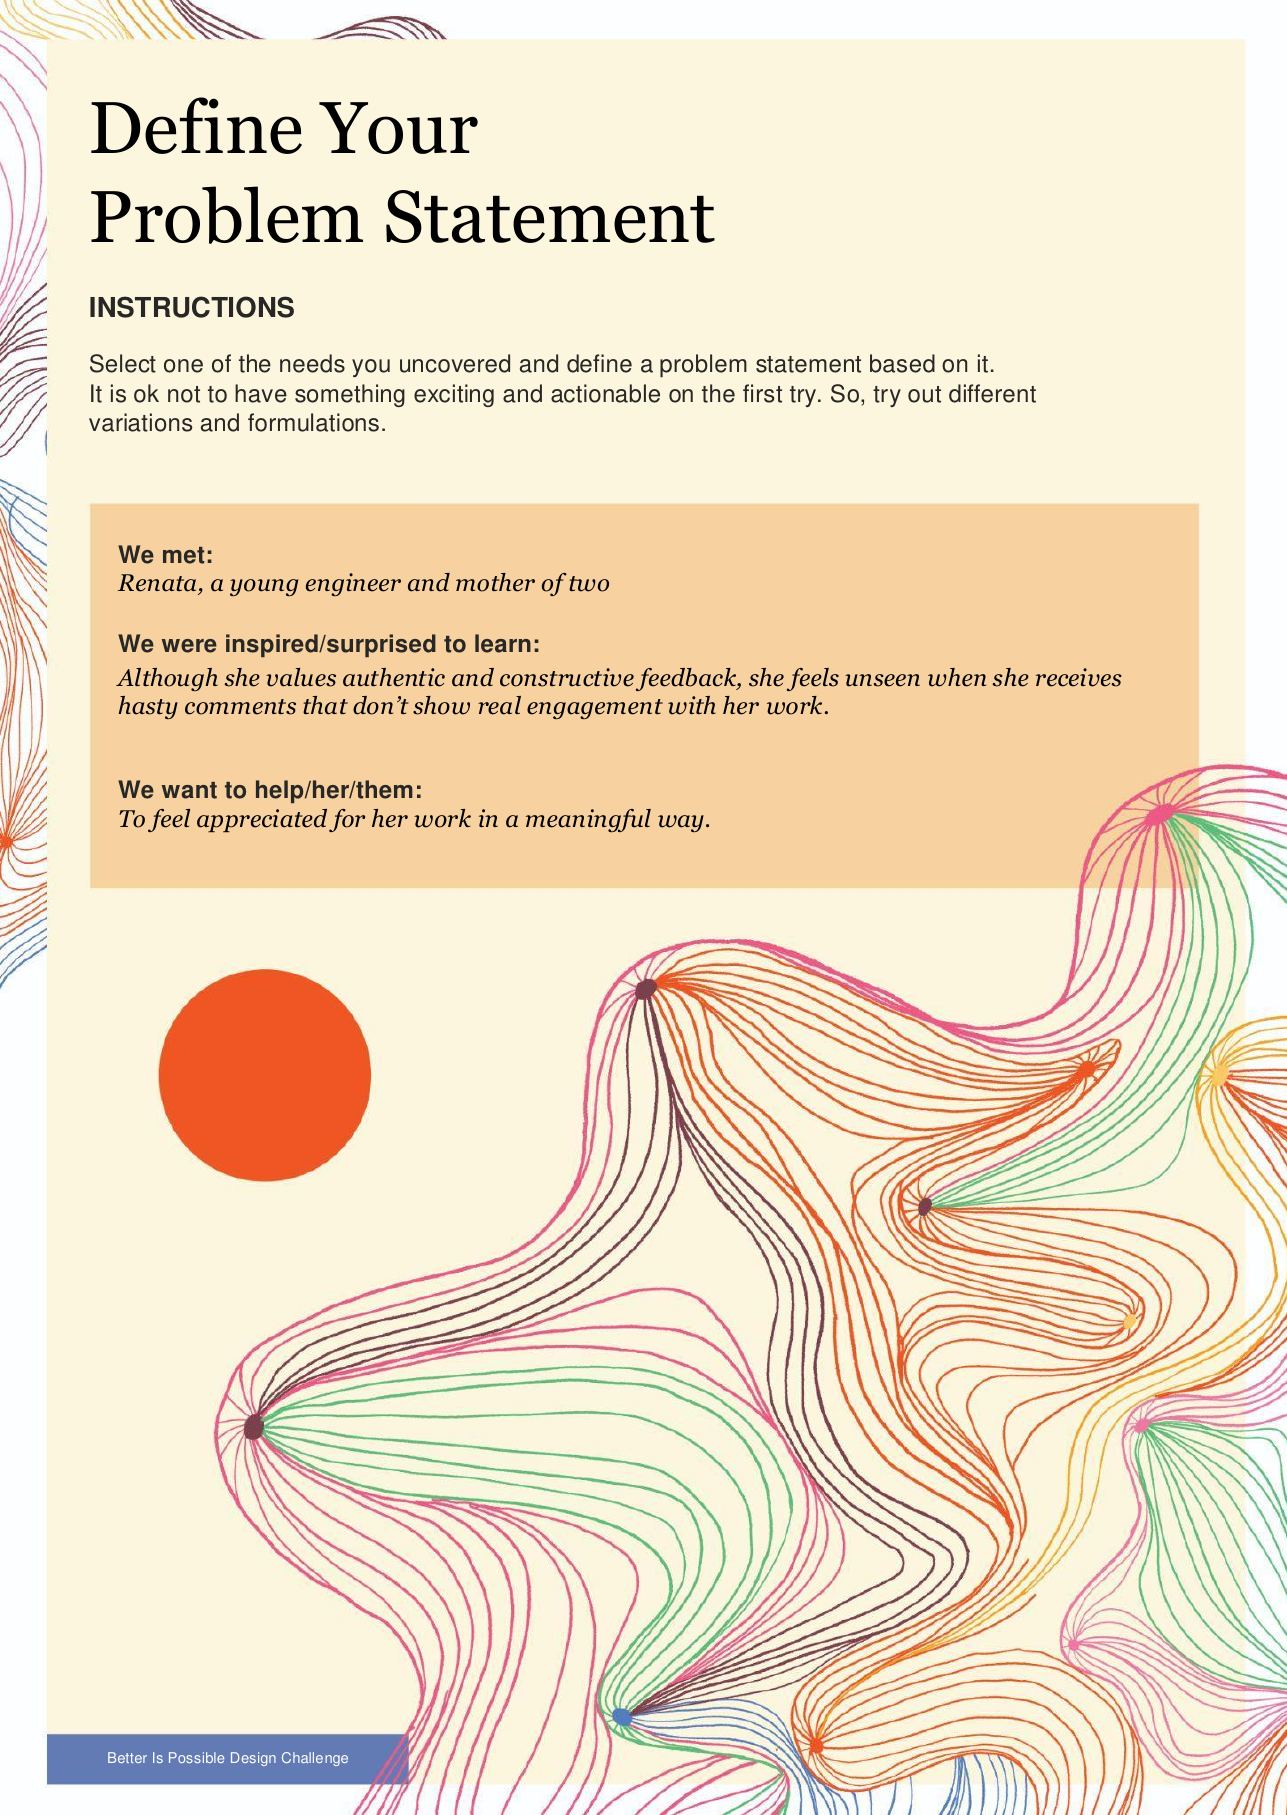 Define Your
Problem Statement
INSTRUCTIONS
Select one of the needs you uncovered and define a problem statement based on it.
It is ok not to have something exciting and actionable on the first try. So, try out different
variations and formulations.
We met:
Renata, a young engineer and mother of two
We were inspired/surprised to learn:
Although she values authentic and constructive feedback, she feels unseen when she receives
hasty comments that don’t show real engagement with her work.
We want to help/her/them:
To feel appreciated for her work in a meaningful way.
Better Is Possible Design Challenge